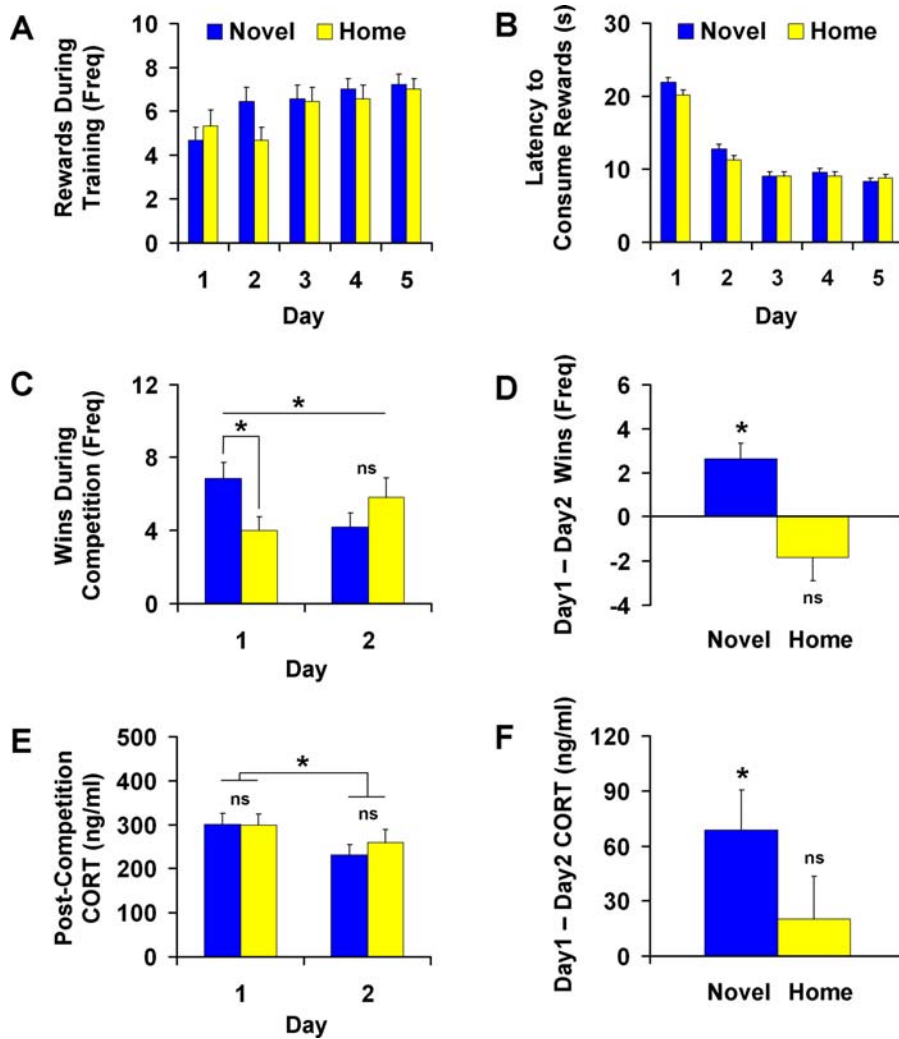 A
Rewards During
Training (Freq)
Novel Home
10
8
6
4
2
0
1 2 3 4 5
Day
B
Latency to
Consume Rewards (s)
Novel Home
30
20
10
0
1 2 3 4 5
Day
C
Wins During
Competition (Freq)
12
8
4
0
*
*
ns
1 2
Day
D
Day1 – Day2 Wins (Freq)
6
4
2
0
-2
-4
*
ns
Novel Home
E
Post-Competition
CORT (ng/ml)
500
400
300
200
100
0
*
ns
ns
1 2
Day
F
Day1 – Day2 CORT (ng/ml)
120
90
60
30
0
*
ns
Novel Home